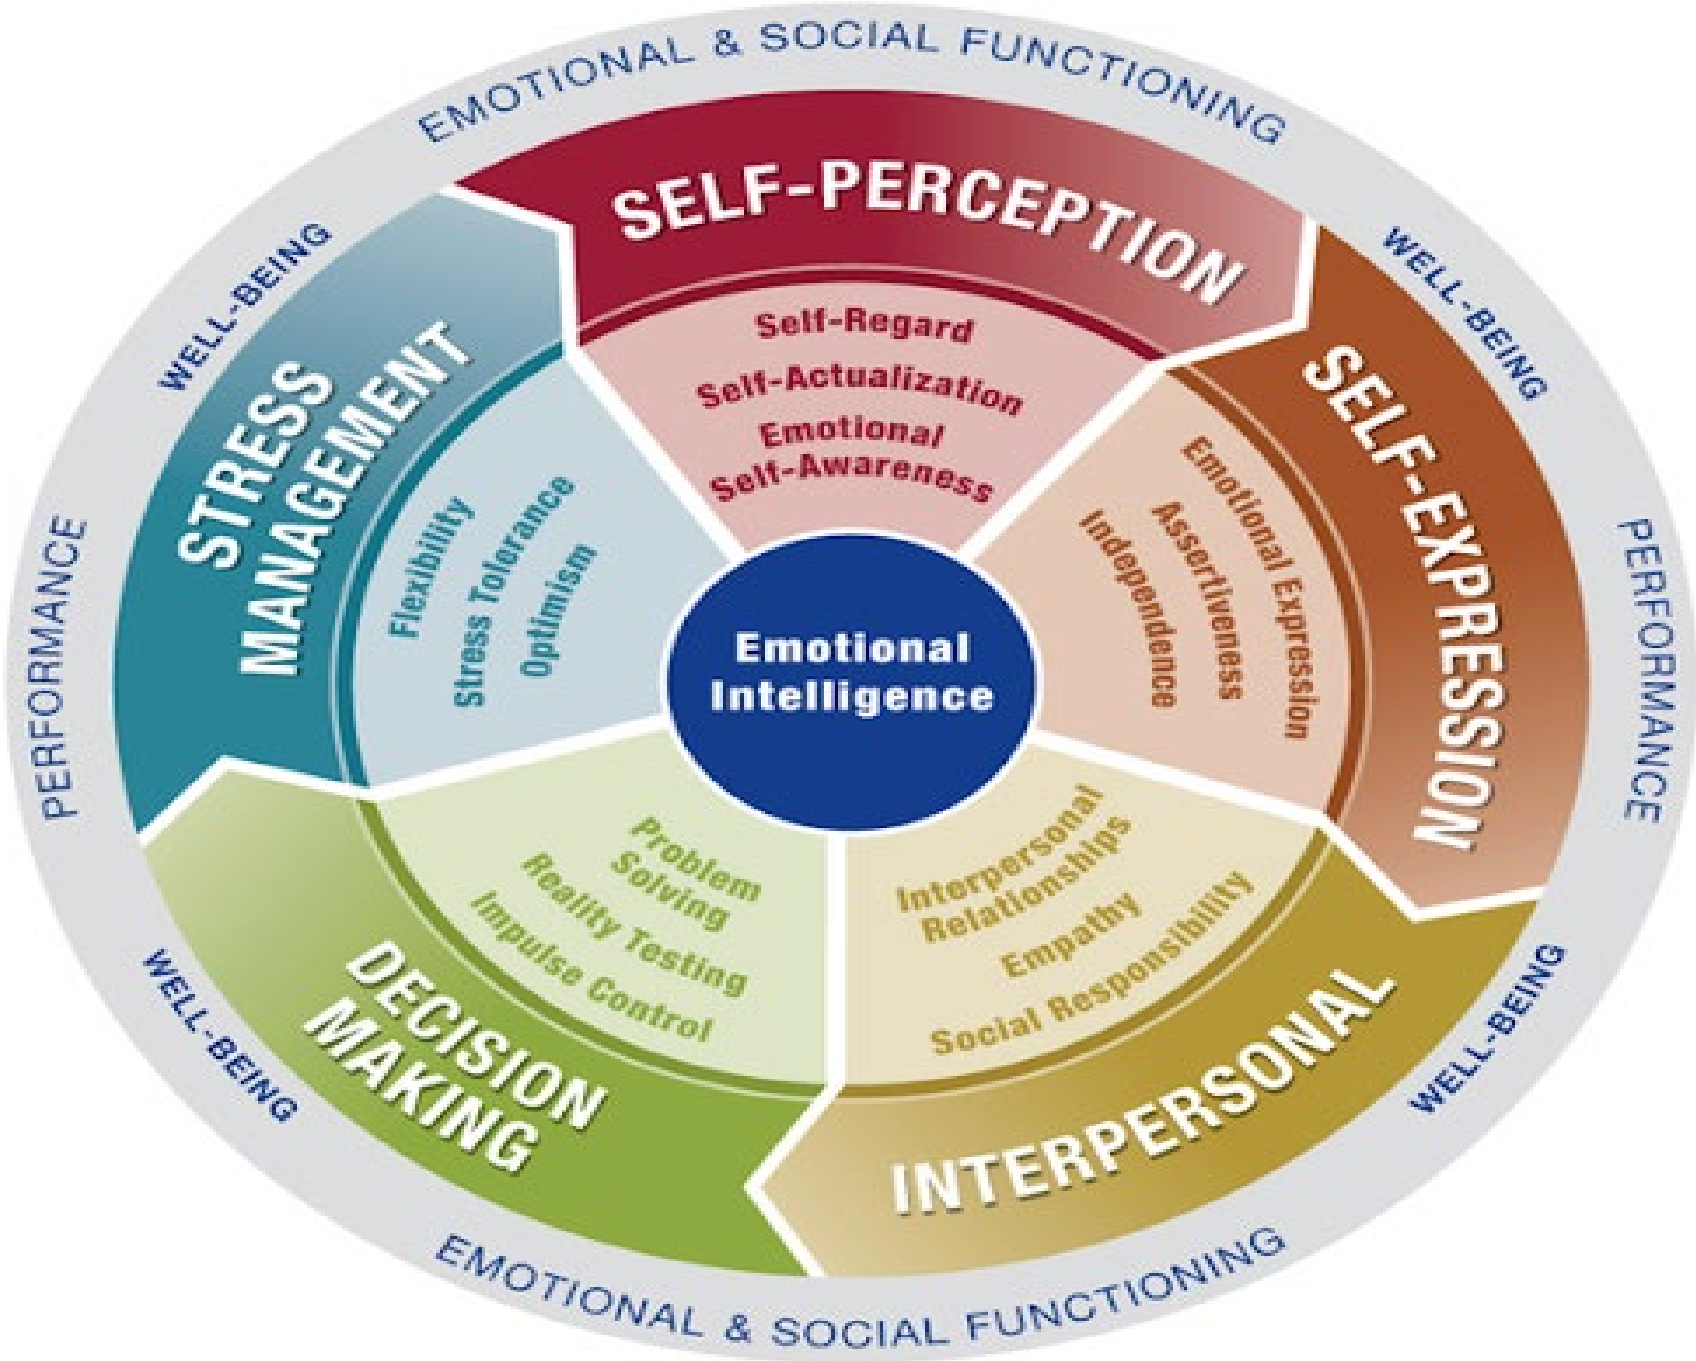 EMOTIONAL & SOCIAL FUNCTIONING
WELL-BEING
WELL-BEING
PERFORMANCE
PERFORMANCE
SELF-PERCEPTION
Self-Regard
Self-Actualization
Emotional
Self-Awareness
SELF-EXPRESSION
Emotional Expression
Assertiveness
Independence
INTERPERSONAL
Interpersonal
Relationships
Empathy
Social Responsibility
DECISION
MAKING
Problem
Solving
Reality Testing
Impulse Control
STRESS
MANAGEMENT
Flexibility
Stress Tolerance
Optimism
Emotional
Intelligence
WELL-BEING
WELL-BEING
EMOTIONAL & SOCIAL FUNCTIONING